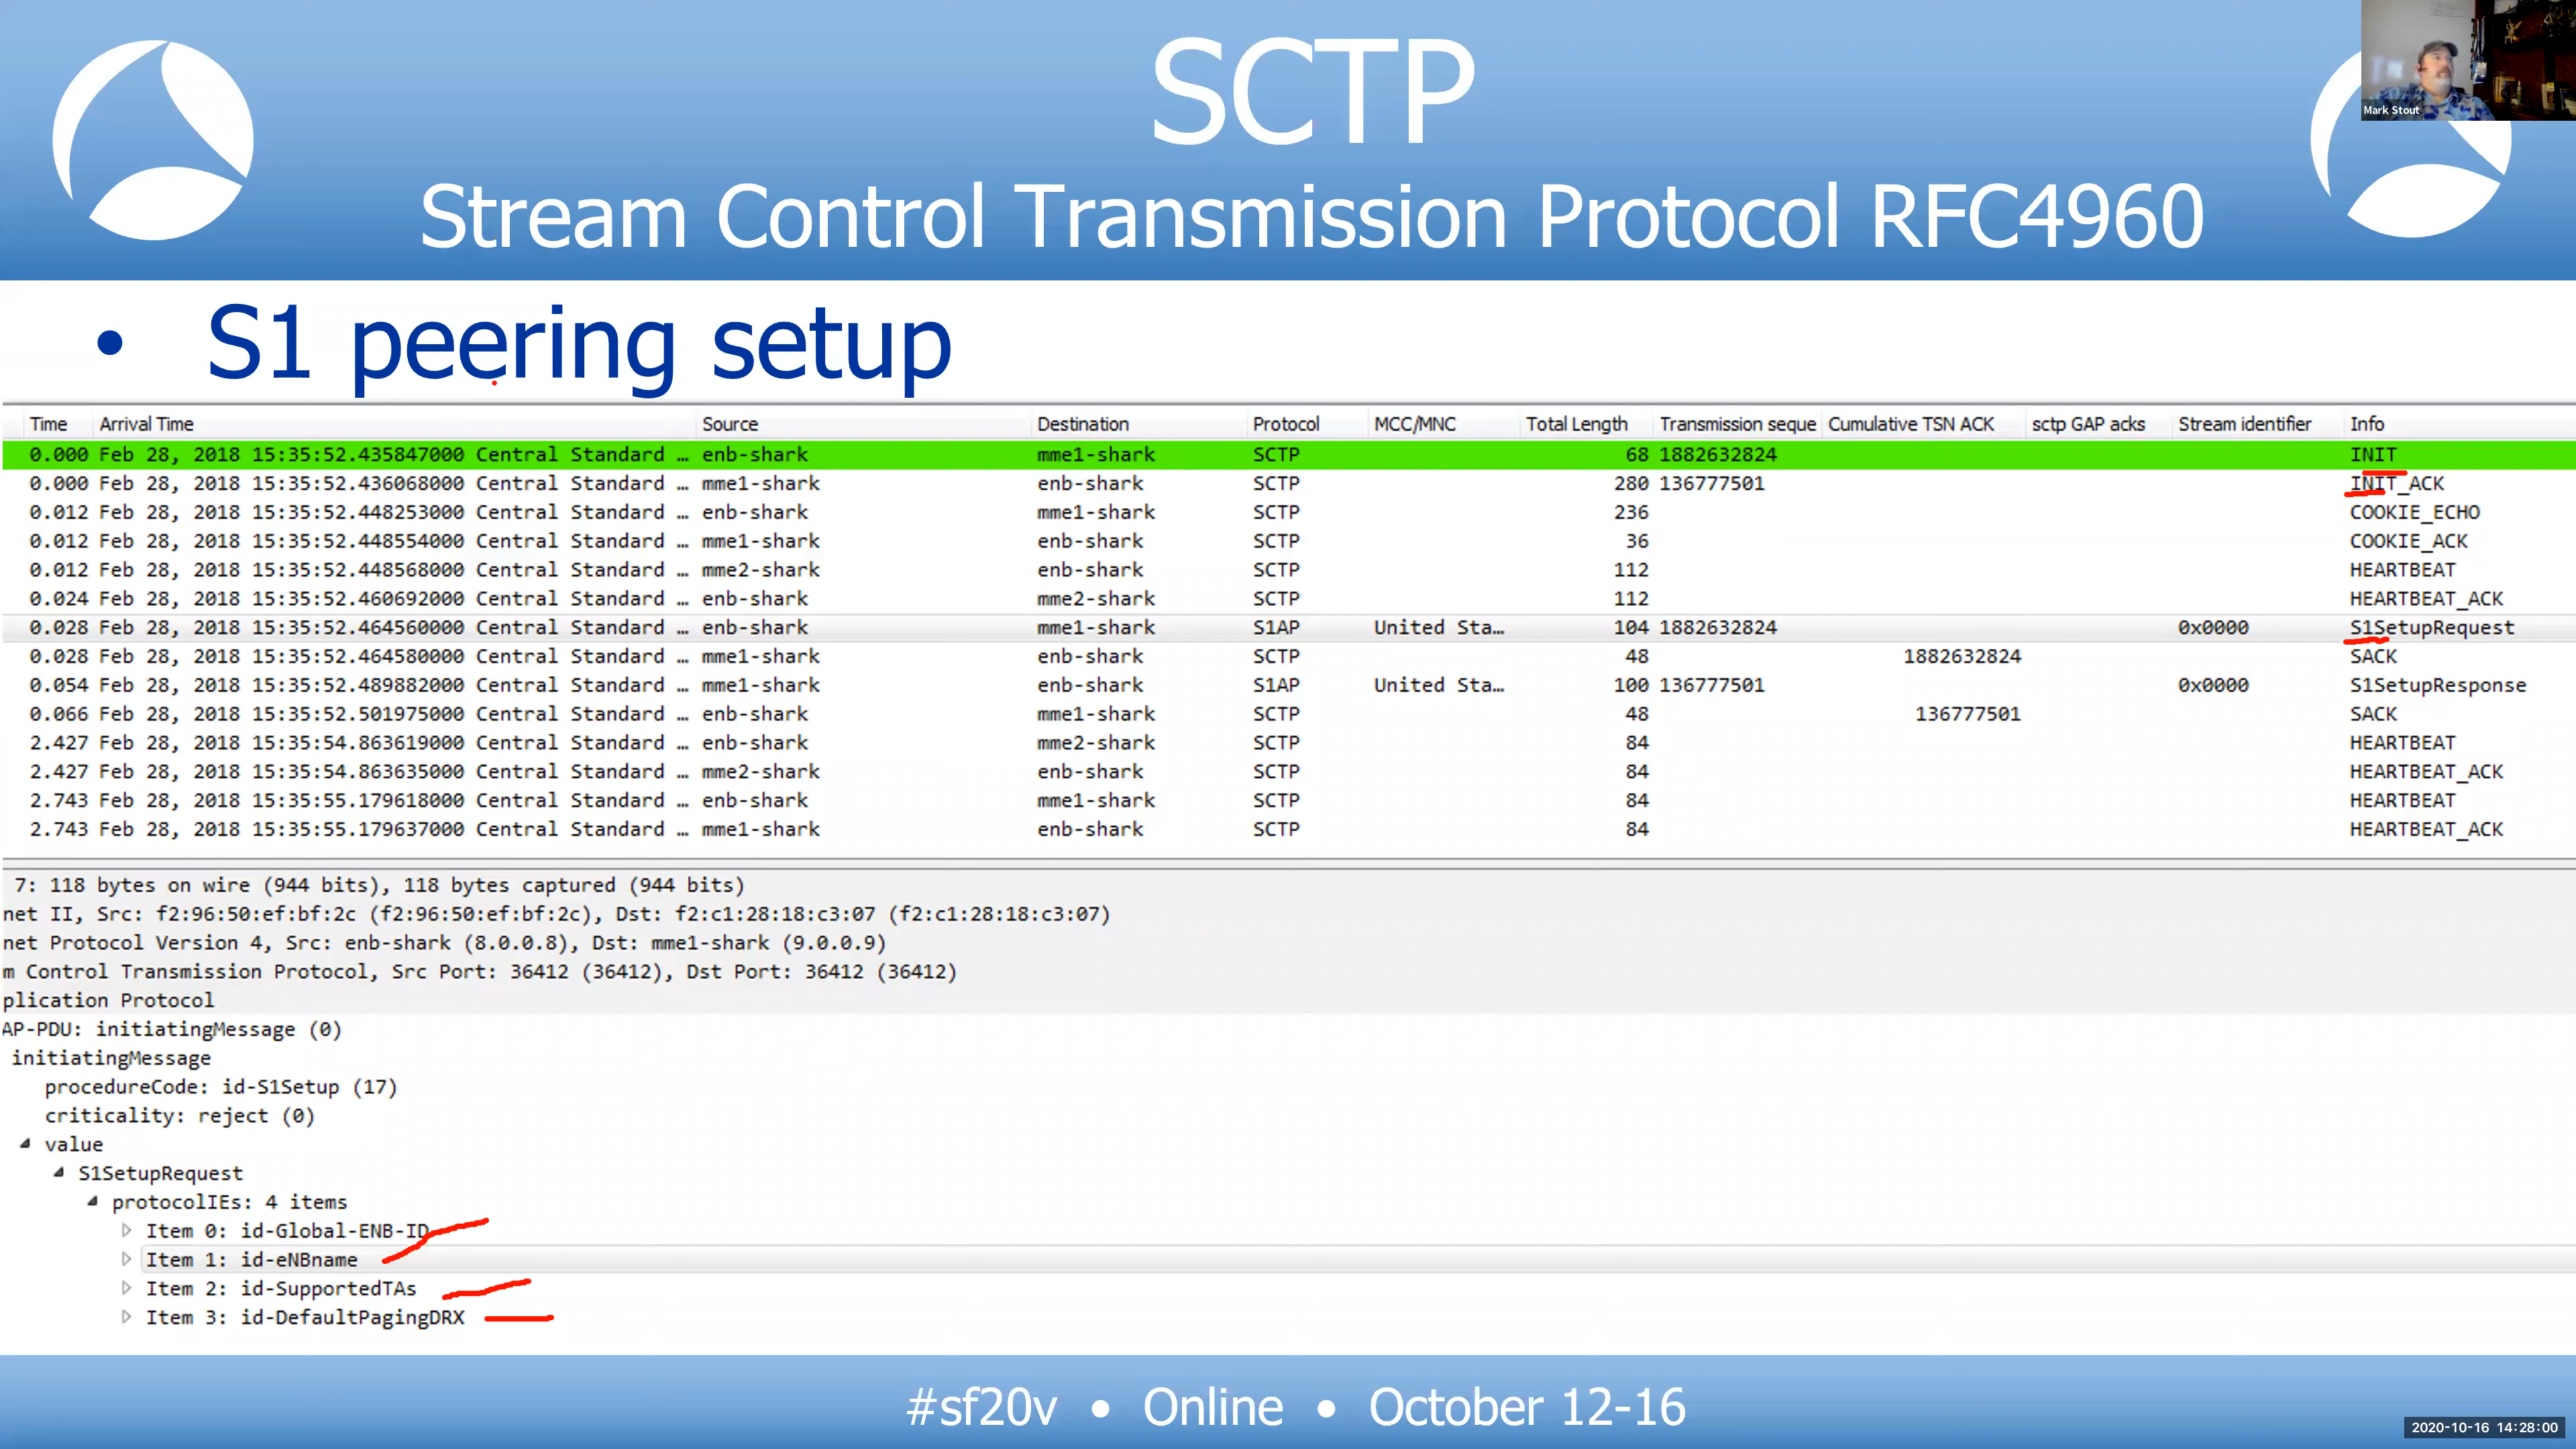 SCTP
Mark Stout
Stream Control Transmission Protocol RFC4960
• S1 peering setup
Time Arrival Time Source Destination Protocol MCC/MNC Total Length Transmission seque Cumulative TSN ACK sctp GAP acks Stream identifier Info
0.000 Feb 28, 2018 15:35:52.435847000 Central Standard … enb-shark mme1-shark SCTP 68 1882632824 INIT
0.000 Feb 28, 2018 15:35:52.436068000 Central Standard … mme1-shark enb-shark SCTP 280 136777501 INIT_ACK
0.012 Feb 28, 2018 15:35:52.448253000 Central Standard … enb-shark mme1-shark SCTP 236 COOKIE_ECHO
0.012 Feb 28, 2018 15:35:52.448554000 Central Standard … mme1-shark enb-shark SCTP 36 COOKIE_ACK
0.012 Feb 28, 2018 15:35:52.448568000 Central Standard … mme2-shark enb-shark SCTP 112 HEARTBEAT
0.024 Feb 28, 2018 15:35:52.460692000 Central Standard … enb-shark mme2-shark SCTP 112 HEARTBEAT_ACK
0.028 Feb 28, 2018 15:35:52.464560000 Central Standard … enb-shark mme1-shark S1AP United Sta… 104 1882632824 0x0000 S1SetupRequest
0.028 Feb 28, 2018 15:35:52.464580000 Central Standard … mme1-shark enb-shark SCTP 48 1882632824 SACK
0.054 Feb 28, 2018 15:35:52.489882000 Central Standard … mme1-shark enb-shark S1AP United Sta… 100 136777501 0x0000 S1SetupResponse
0.066 Feb 28, 2018 15:35:52.501975000 Central Standard … enb-shark mme1-shark SCTP 48 136777501 SACK
2.427 Feb 28, 2018 15:35:54.863619000 Central Standard … enb-shark mme2-shark SCTP 84 HEARTBEAT
2.427 Feb 28, 2018 15:35:54.863635000 Central Standard … mme2-shark enb-shark SCTP 84 HEARTBEAT_ACK
2.743 Feb 28, 2018 15:35:55.179618000 Central Standard … enb-shark mme1-shark SCTP 84 HEARTBEAT
2.743 Feb 28, 2018 15:35:55.179637000 Central Standard … mme1-shark enb-shark SCTP 84 HEARTBEAT_ACK
7: 118 bytes on wire (944 bits), 118 bytes captured (944 bits)
net II, Src: f2:96:50:ef:bf:2c (f2:96:50:ef:bf:2c), Dst: f2:c1:28:18:c3:07 (f2:c1:28:18:c3:07)
net Protocol Version 4, Src: enb-shark (8.0.0.8), Dst: mme1-shark (9.0.0.9)
m Control Transmission Protocol, Src Port: 36412 (36412), Dst Port: 36412 (36412)
plication Protocol
AP-PDU: initiatingMessage (0)
initiatingMessage
procedureCode: id-S1Setup (17)
criticality: reject (0)
value
S1SetupRequest
protocolIEs: 4 items
Item 0: id-Global-ENB-ID
Item 1: id-eNBname
Item 2: id-SupportedTAs
Item 3: id-DefaultPagingDRX
#sf20v • Online • October 12-16
2020-10-16 14:28:00